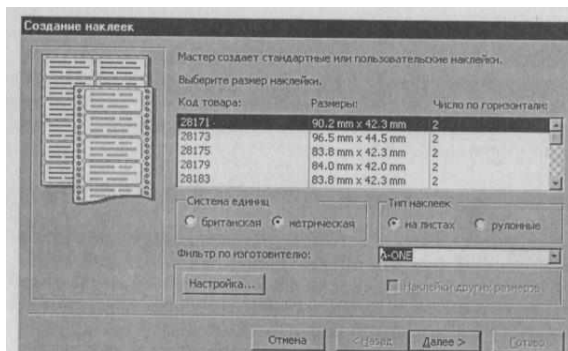 Создание наклеек
Мастер создает стандартные или пользовательские наклейки.
Выберите размер наклейки.
Код товара: Размеры: Число по горизонтали:
28171 90.2 mm x 42.3 mm 2
28173 96.5 mm x 44.5 mm 2
28175 83.8 mm x 42.3 mm 2
28179 84.0 mm x 42.0 mm 2
28183 83.8 mm x 42.3 mm 2
Система единиц Тип наклеек
британская метрическая на листах рулонные
Фильтр по изготовителю: A-ONE
Настройка... Наклейки других размеров
Отмена < Назад Далее > Готово